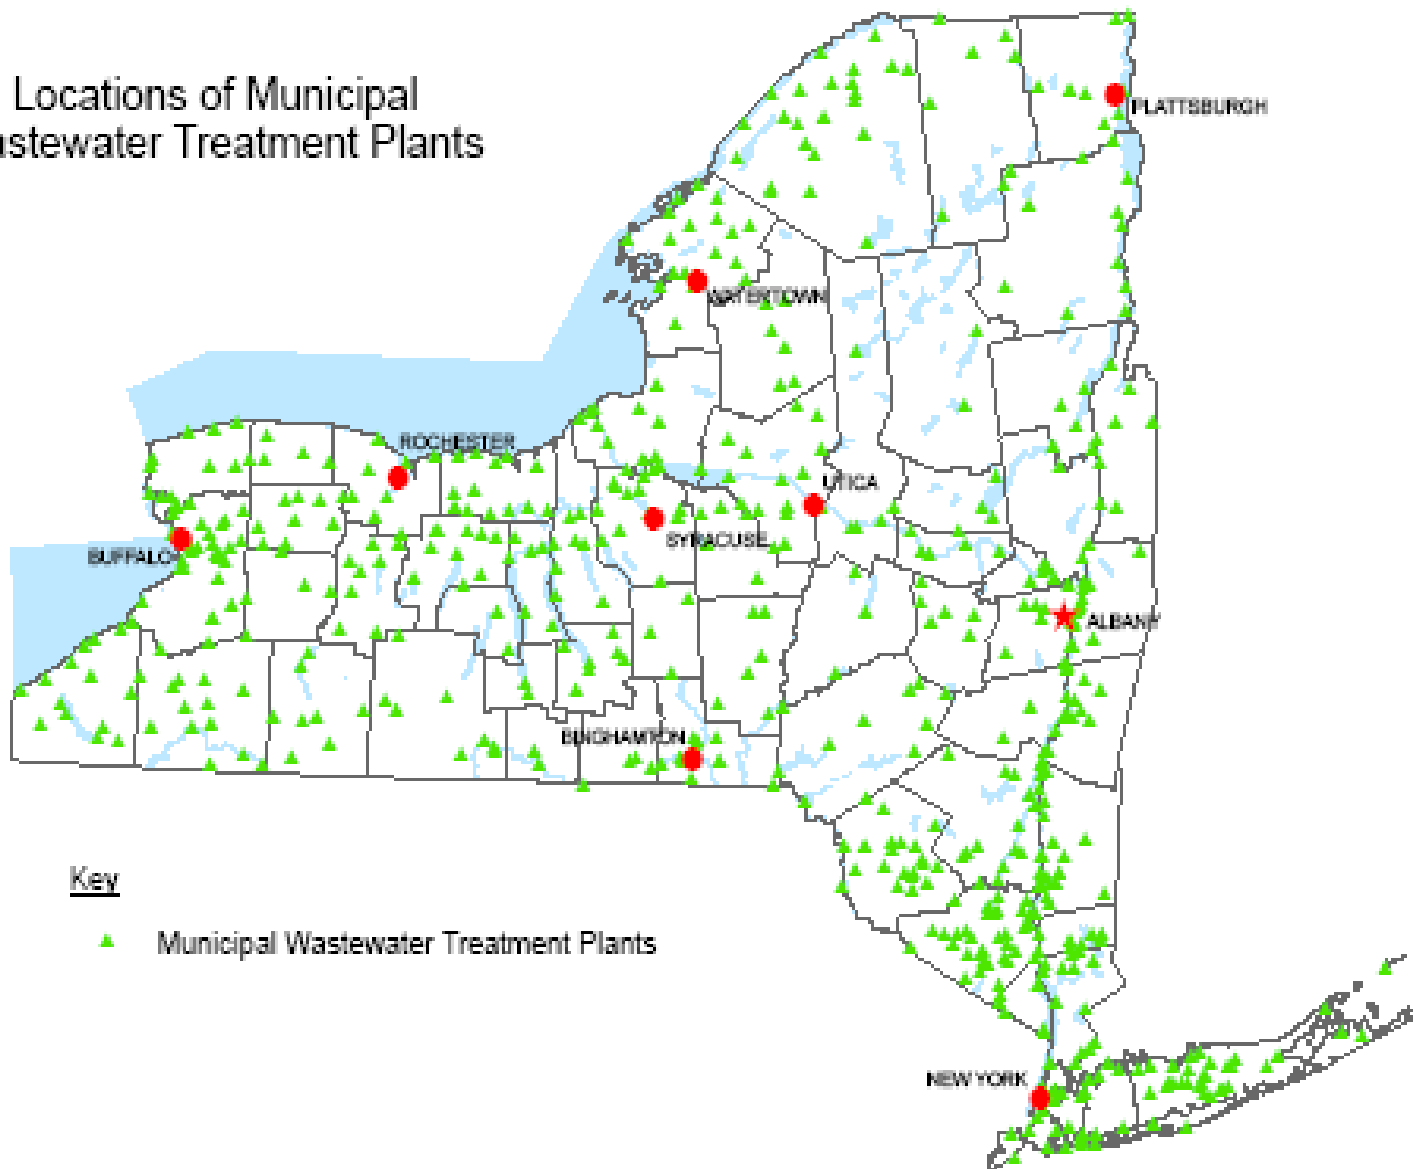 Locations of Municipal
astewater Treatment Plants
PLATTSBURGH
WATERTOWN
ROCHESTER
UTICA
SYRACUSE
BUFFALO
ALBANY
BINGHAMTON
Key
Municipal Wastewater Treatment Plants
NEW YORK